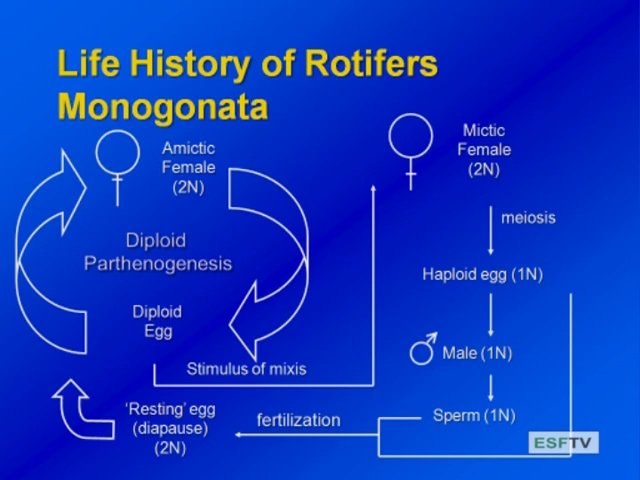 Life History of Rotifers
Monogonata
Amictic
Female
(2N)
Diploid
Parthenogenesis
Diploid
Egg
Stimulus of mixis
‘Resting’ egg
(diapause)
(2N)
fertilization
Mictic
Female
(2N)
meiosis
Haploid egg (1N)
Male (1N)
Sperm (1N)
ESFTV